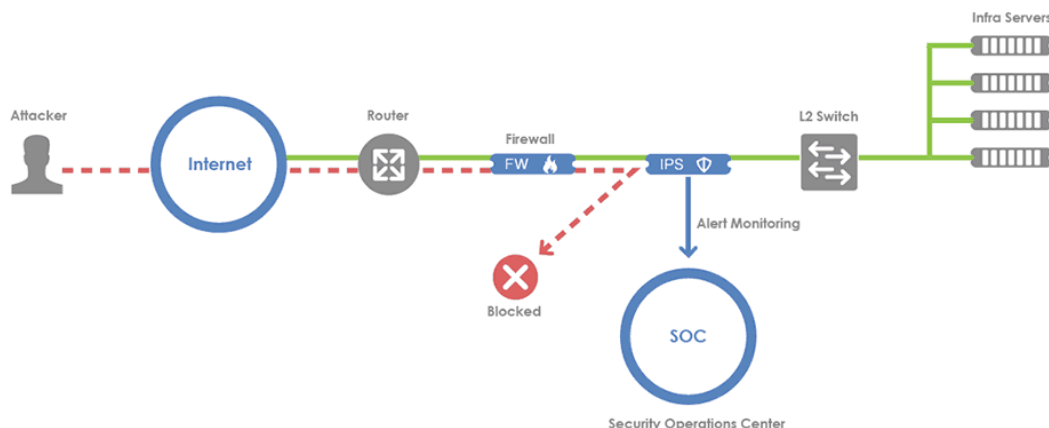 Infra Servers
Attacker
Router
Firewall
L2 Switch
Internet
FW
IPS
Alert Monitoring
Blocked
SOC
Security Operations Center